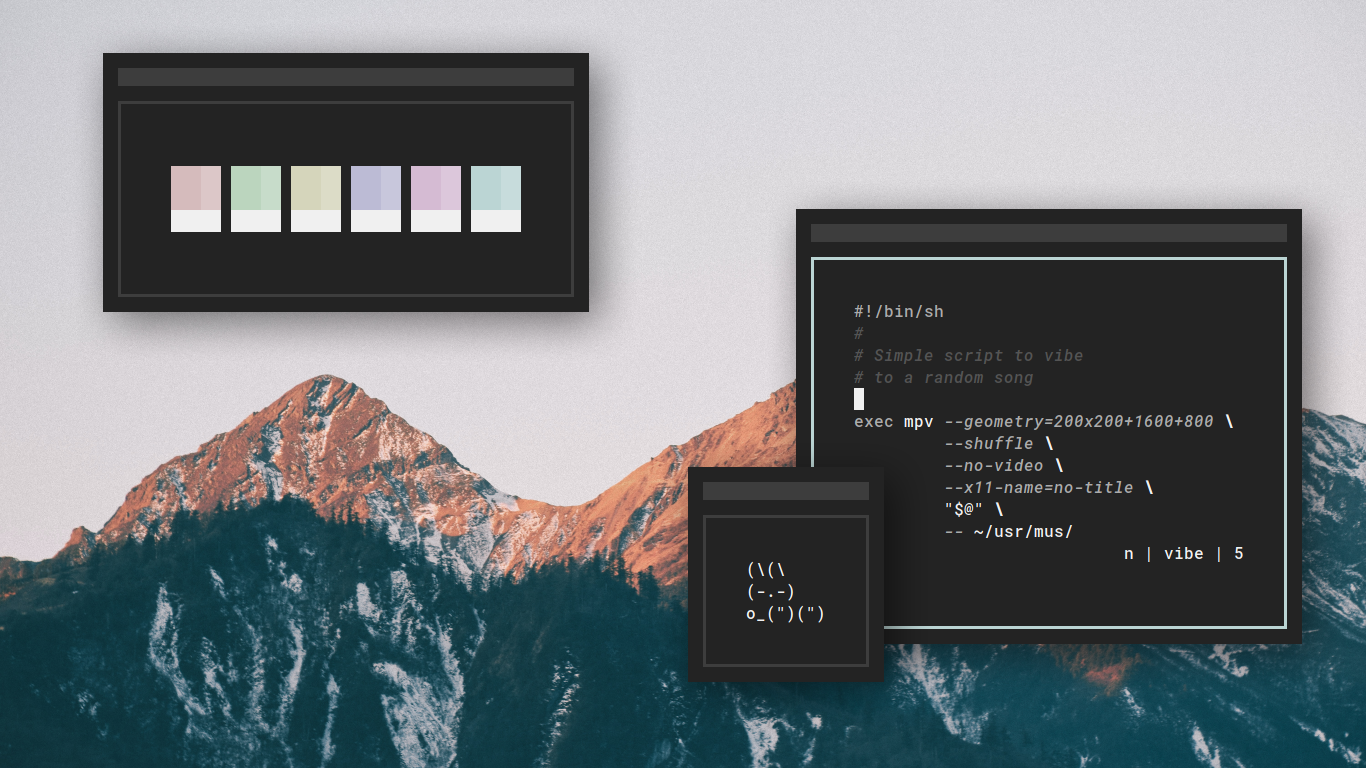 #!/bin/sh
#
# Simple script to vibe
# to a random song
exec mpv --geometry=200x200+1600+800 \
--shuffle \
--no-video \
--x11-name=no-title \
"$@" \
-- ~/usr/mus/
n | vibe | 5
(\(\
(-.-)
o_(")(")